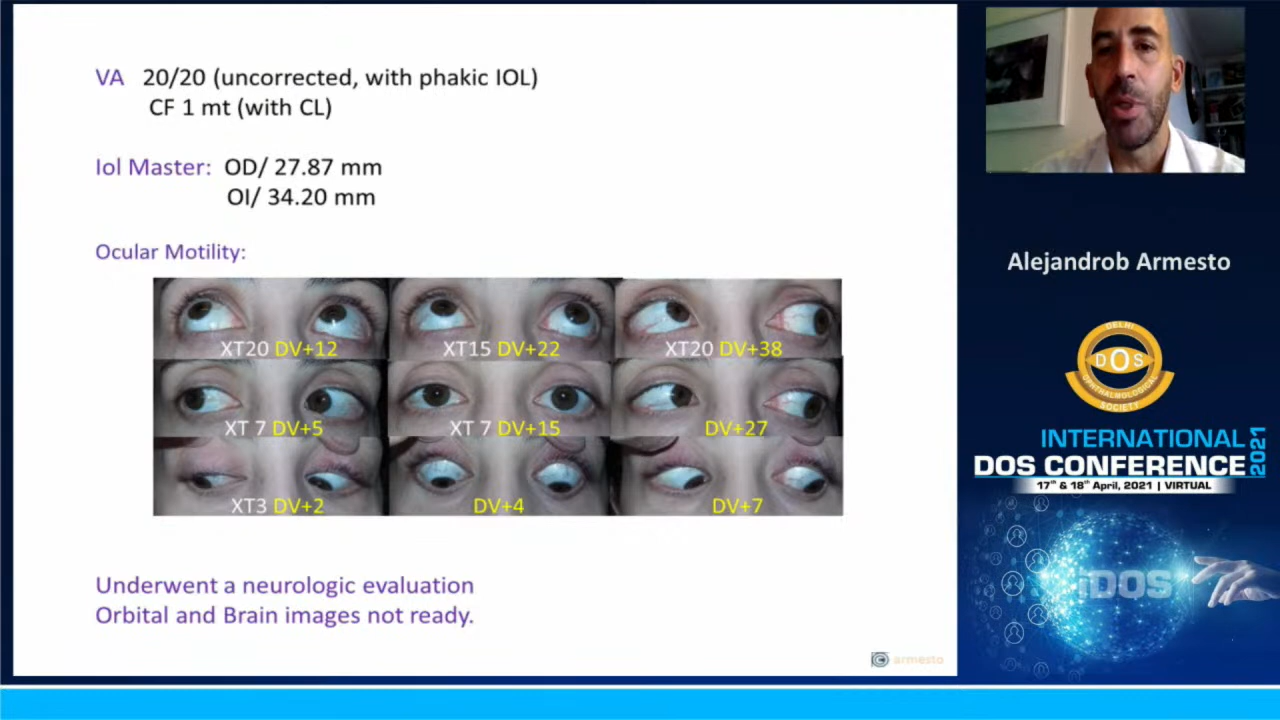 VA 20/20 (uncorrected, with phakic IOL)
CF 1 mt (with CL)
Iol Master: OD/ 27.87 mm
OI/ 34.20 mm
Ocular Motility:
XT20 DV+12 XT15 DV+22 XT20 DV+38
XT 7 DV+5 XT 7 DV+15 DV+27
XT3 DV+2 DV+4 DV+7
Underwent a neurologic evaluation
Orbital and Brain images not ready.
armesto
Alejandrob Armesto
DELHI
DOS
OPHTHALMOLOGICAL
SOCIETY
INTERNATIONAL
DOS CONFERENCE 2021
17th & 18th April, 2021 | VIRTUAL
iDOS